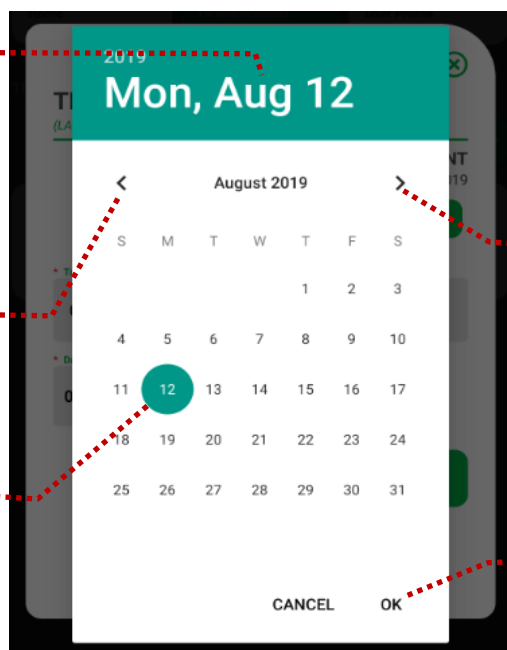 2019
Mon, Aug 12
August 2019
S M T W T F S
1 2 3
4 5 6 7 8 9 10
11 12 13 14 15 16 17
18 19 20 21 22 23 24
25 26 27 28 29 30 31
CANCEL OK